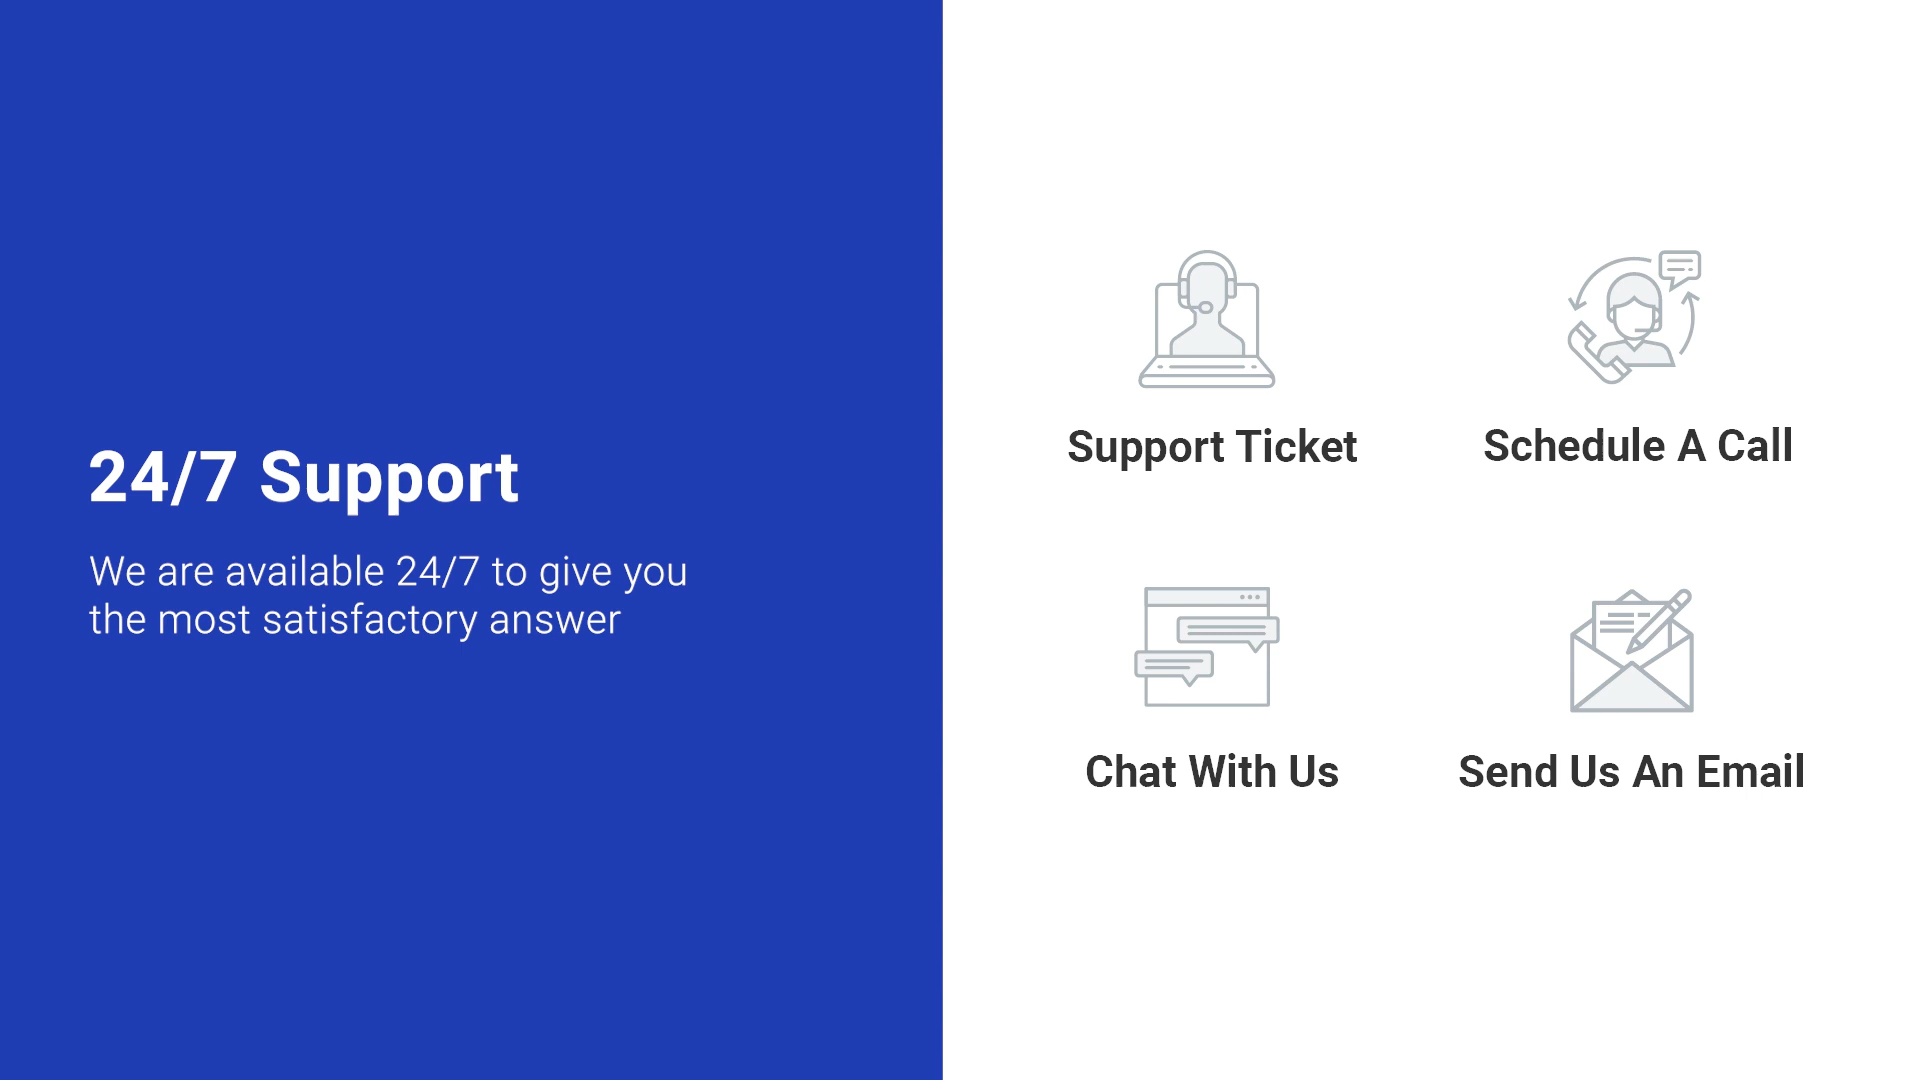 24/7 Support
We are available 24/7 to give you
the most satisfactory answer
Support Ticket
Schedule A Call
Chat With Us
Send Us An Email